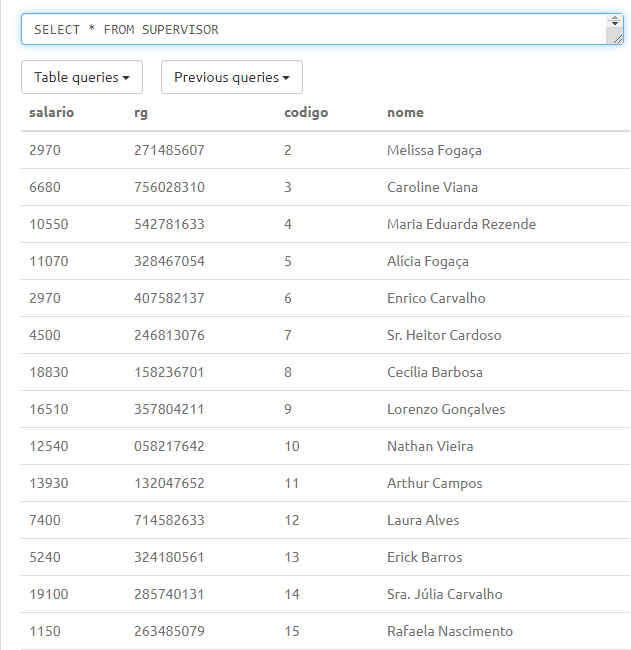 SELECT * FROM SUPERVISOR
Table queries Previous queries
salario rg codigo nome
2970 271485607 2 Melissa Fogaça
6680 756028310 3 Caroline Viana
10550 542781633 4 Maria Eduarda Rezende
11070 328467054 5 Alícia Fogaça
2970 407582137 6 Enrico Carvalho
4500 246813076 7 Sr. Heitor Cardoso
18830 158236701 8 Cecília Barbosa
16510 357804211 9 Lorenzo Gonçalves
12540 058217642 10 Nathan Vieira
13930 132047652 11 Arthur Campos
7400 714582633 12 Laura Alves
5240 324180561 13 Erick Barros
19100 285740131 14 Sra. Júlia Carvalho
1150 263485079 15 Rafaela Nascimento